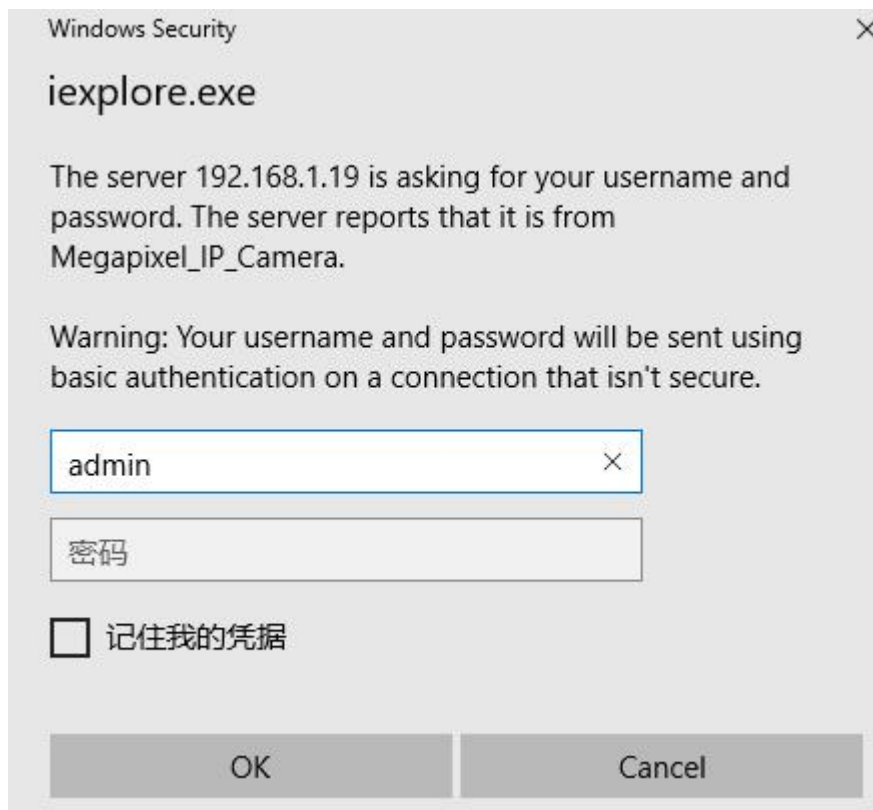 Windows Security
iexplore.exe
The server 192.168.1.19 is asking for your username and
password. The server reports that it is from
Megapixel_IP_Camera.
Warning: Your username and password will be sent using
basic authentication on a connection that isn't secure.
admin
密码
记住我的凭据
OK
Cancel